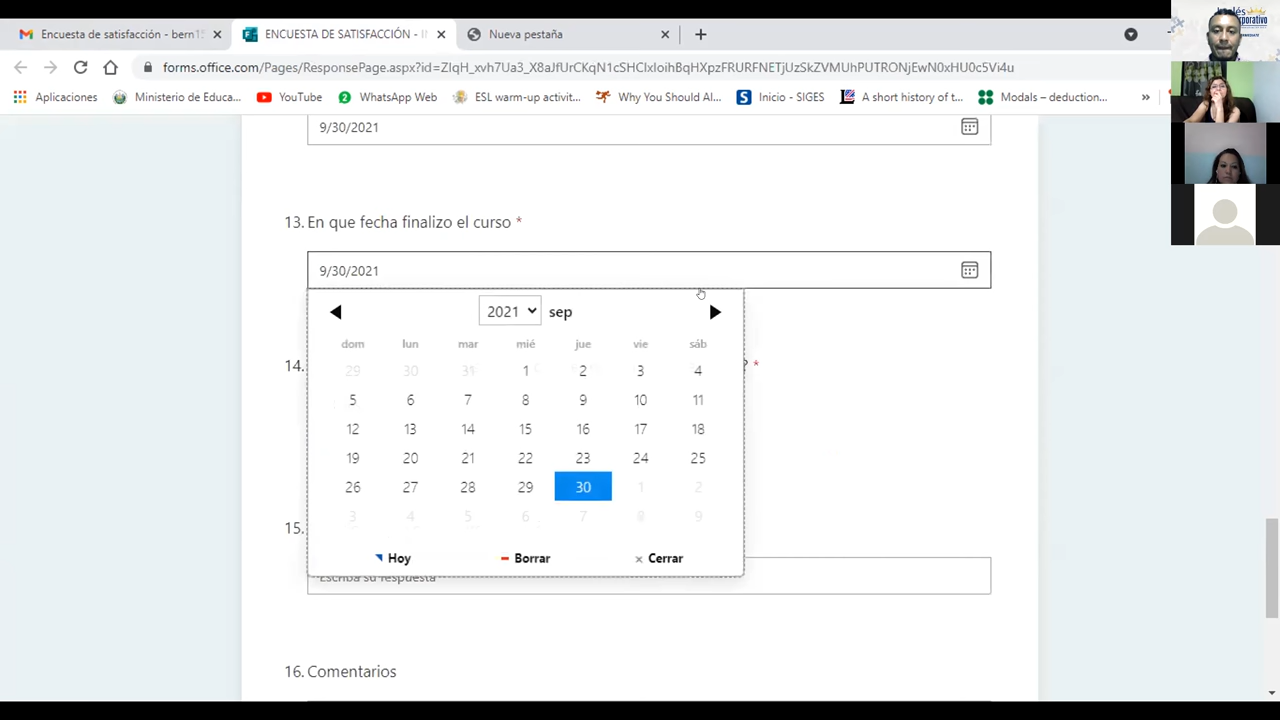 Encuesta de satisfacción - bern15
ENCUESTA DE SATISFACCIÓN - I
Nueva pestaña
forms.office.com/Pages/ResponsePage.aspx?id=ZIqH_xvh7Ua3_X8aJfUrCKqN1cSHCIxIoihBqHXpzFRURFNETjUzSkZVMUhPUTRONjEwN0xHU0c5Vi4u
Aplicaciones
Ministerio de Educa...
YouTube
WhatsApp Web
ESL warm-up activit...
Why You Should Al...
Inicio - SIGES
A short history of t...
Modals – deduction...
»
9/30/2021
13. En que fecha finalizo el curso *
9/30/2021
2021 sep
dom lun mar mié jue vie sáb
29 30 31 1 2 3 4
14. ? *
5 6 7 8 9 10 11
12 13 14 15 16 17 18
19 20 21 22 23 24 25
26 27 28 29 30 1 2
3 4 5 6 7 8 9
15.
Hoy Borrar Cerrar
Escriba su respuesta
16. Comentarios